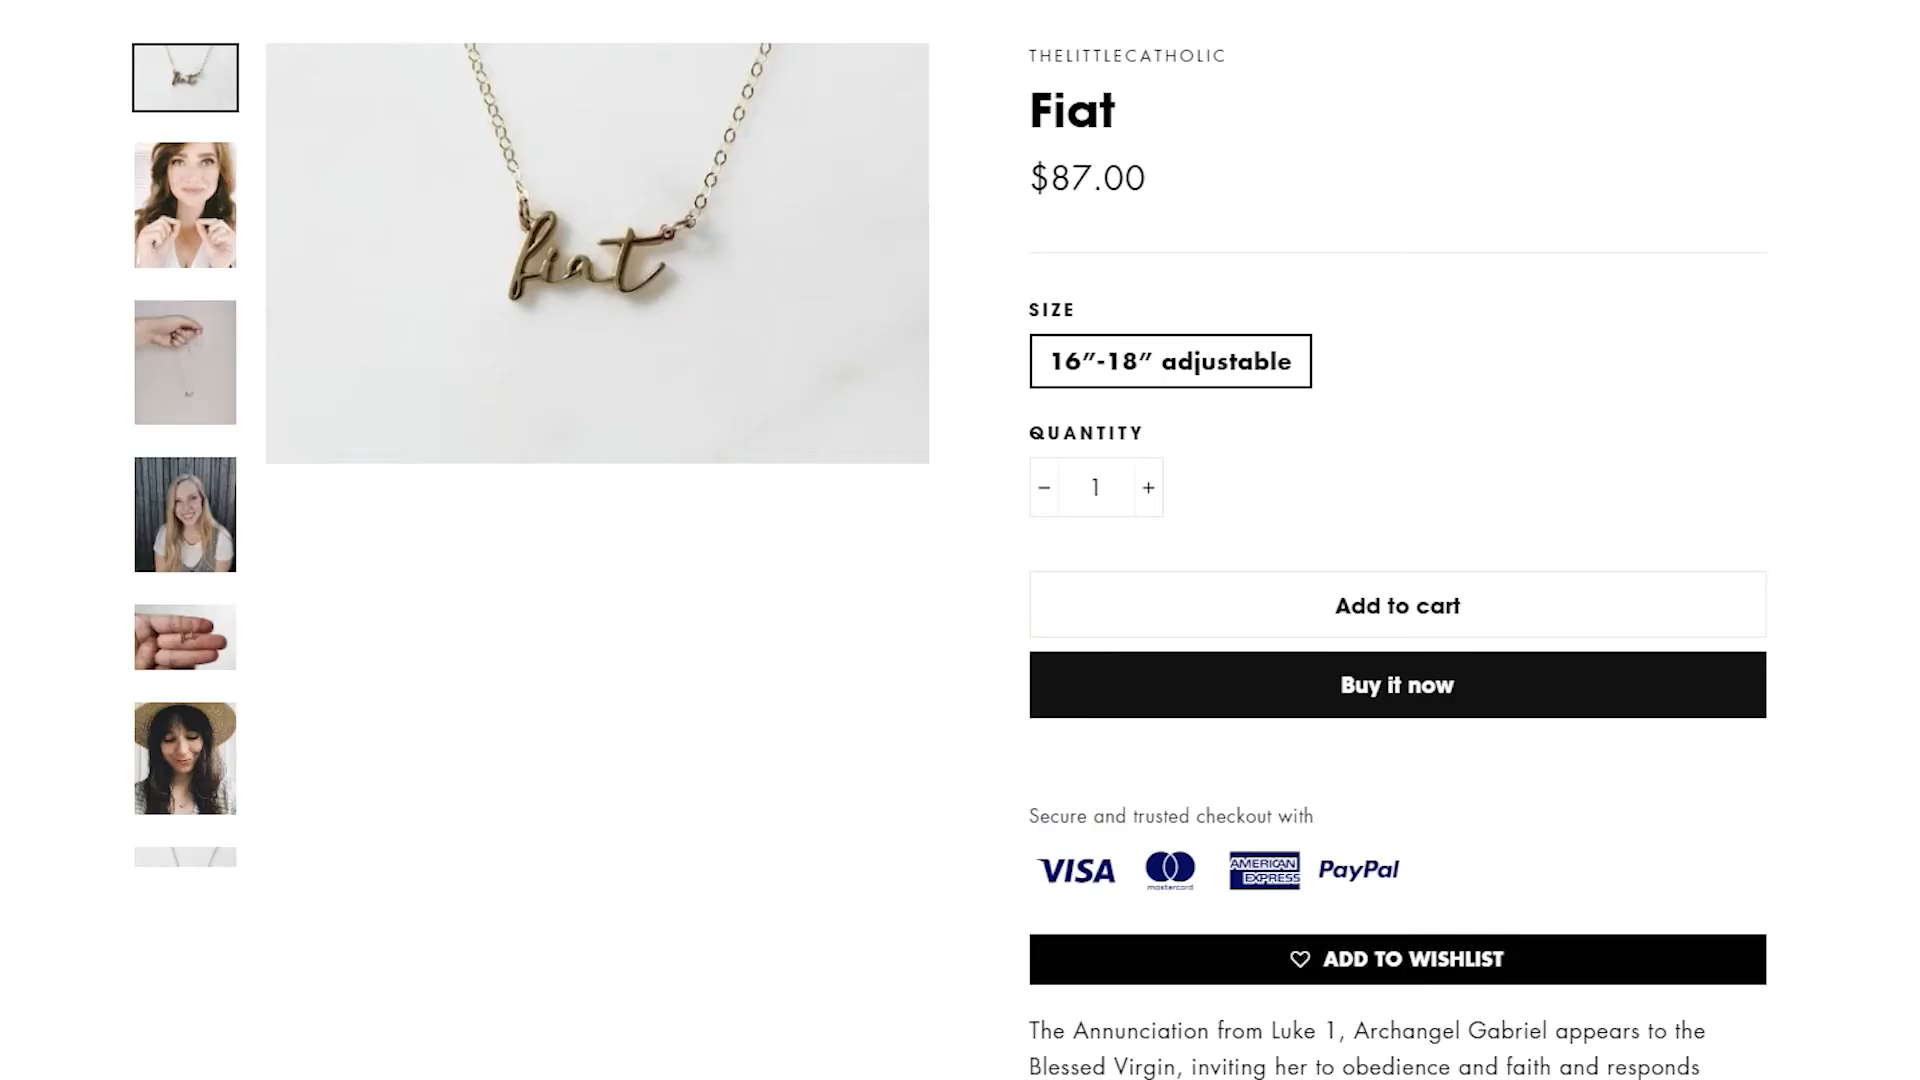 THELITTLECATHOLIC
Fiat
$87.00
fiat
SIZE
16”-18” adjustable
QUANTITY
− 1 +
Add to cart
Buy it now
Secure and trusted checkout with
VISA mastercard AMERICAN EXPRESS PayPal
ADD TO WISHLIST
The Annunciation from Luke 1, Archangel Gabriel appears to the
Blessed Virgin, inviting her to obedience and faith and responds